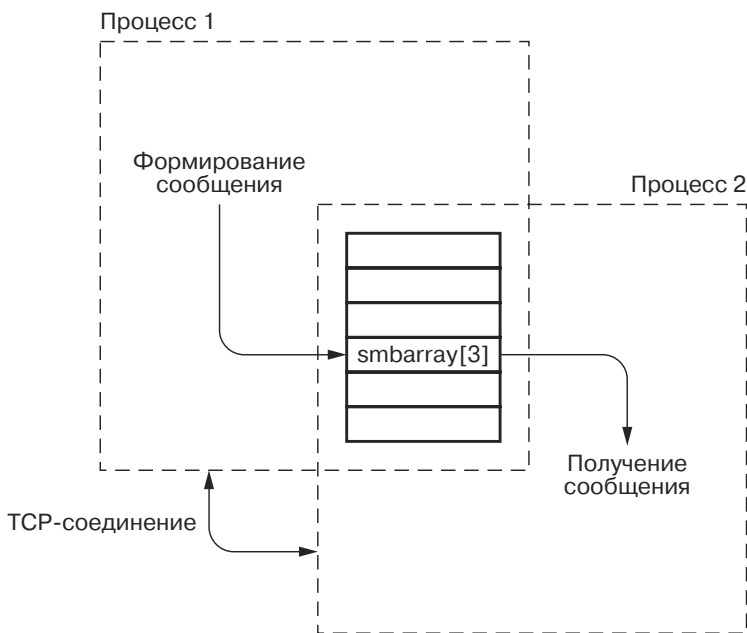 Процесс 1
Формирование
сообщения
Процесс 2
smbarray[3]
Получение
сообщения
TCP-соединение